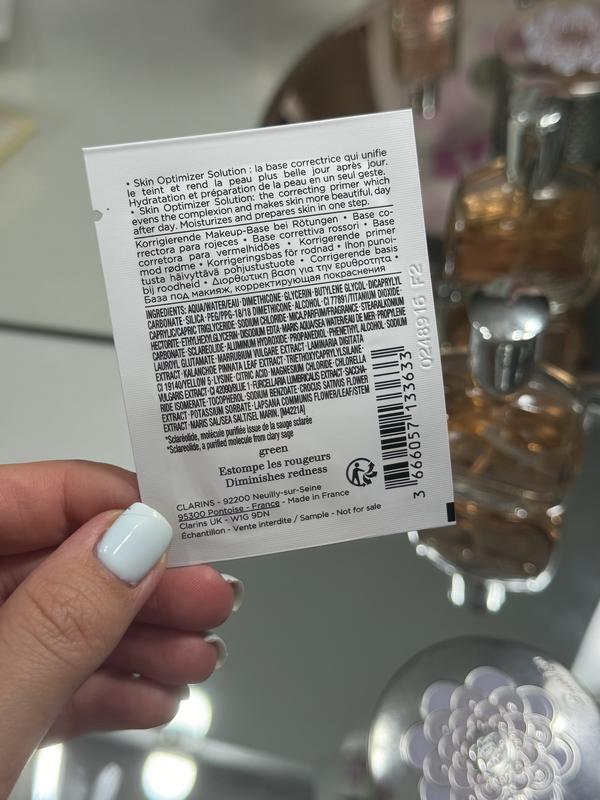 • Skin Optimizer Solution : la base correctrice qui unifie
le teint et rend la peau plus belle jour après jour.
Hydratation et préparation de la peau en un seul geste.
• Skin Optimizer Solution: the correcting primer which
evens the complexion and makes skin more beautiful, day
after day. Moisturizes and prepares skin in one step.
Korrigierende Makeup-Base bei Rötungen • Base co-
rrectora para rojeces • Base correttiva rossori • Base
corretora para vermelhidões • Korrigerende primer
mod rødme • Korrigeringsbas för rodnad • Ihon punoi-
tusta häivyttävä pohjustustuote • Corrigerende basis
bij roodheid • Διορθωτική βαση για την ερυθροτητα •
База под макияж, корректирующая покраснения
INGREDIENTS: AQUA/WATER/EAU · DIMETHICONE · GLYCERIN · BUTYLENE GLYCOL · DICAPRYLYL
CARBONATE · SILICA · PEG/PPG-18/18 DIMETHICONE · ALCOHOL · CI 77891/TITANIUM DIOXIDE ·
CAPRYLIC/CAPRIC TRIGLYCERIDE · SODIUM CHLORIDE · MICA · PARFUM/FRAGRANCE · STEARALKONIUM
HECTORITE · ETHYLHEXYLGLYCERIN · DISODIUM EDTA · MARIS AQUA/SEA WATER/EAU DE MER · PROPYLENE
CARBONATE · SCLAREOLIDE · ALUMINUM HYDROXIDE · PROPANEDIOL · PHENETHYL ALCOHOL · SODIUM
LAUROYL GLUTAMATE · MARRUBIUM VULGARE EXTRACT · LAMINARIA DIGITATA
EXTRACT · KALANCHOE PINNATA LEAF EXTRACT · TRIETHOXYCAPRYLYLSILANE ·
CI 19140/YELLOW 5 · LYSINE · CITRIC ACID · MAGNESIUM CHLORIDE · CHLORELLA
VULGARIS EXTRACT · CI 42090/BLUE 1 · FURCELLARIA LUMBRICALIS EXTRACT · SACCHA-
RIDE ISOMERATE · TOCOPHEROL · SODIUM BENZOATE · CROCUS SATIVUS FLOWER
EXTRACT · POTASSIUM SORBATE · LAPSANA COMMUNIS FLOWER/LEAF/STEM
EXTRACT · MARIS SAL/SEA SALT/SEL MARIN. [M4221A]
*Sclaréolide, molécule purifiée issue de la sauge sclarée
*Sclareolide, a purified molecule from clary sage
green
Estompe les rougeurs
Diminishes redness
CLARINS - 92200 Neuilly-sur-Seine
95300 Pontoise - France - Made in France
Clarins UK - W1G 9DN
Échantillon - Vente interdite / Sample - Not for sale
3 666057 133633
0248916 F2